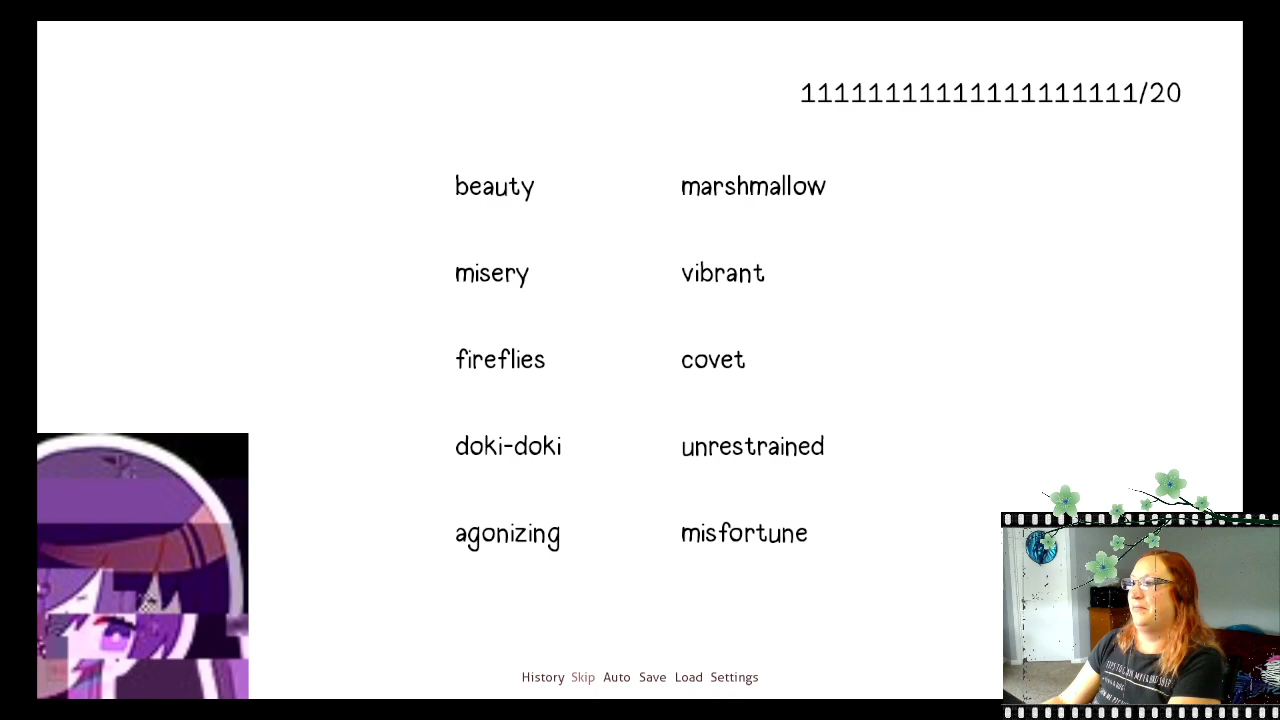 11111111111111111111/20
beauty marshmallow
misery vibrant
fireflies covet
doki-doki unrestrained
agonizing misfortune
History Skip Auto Save Load Settings